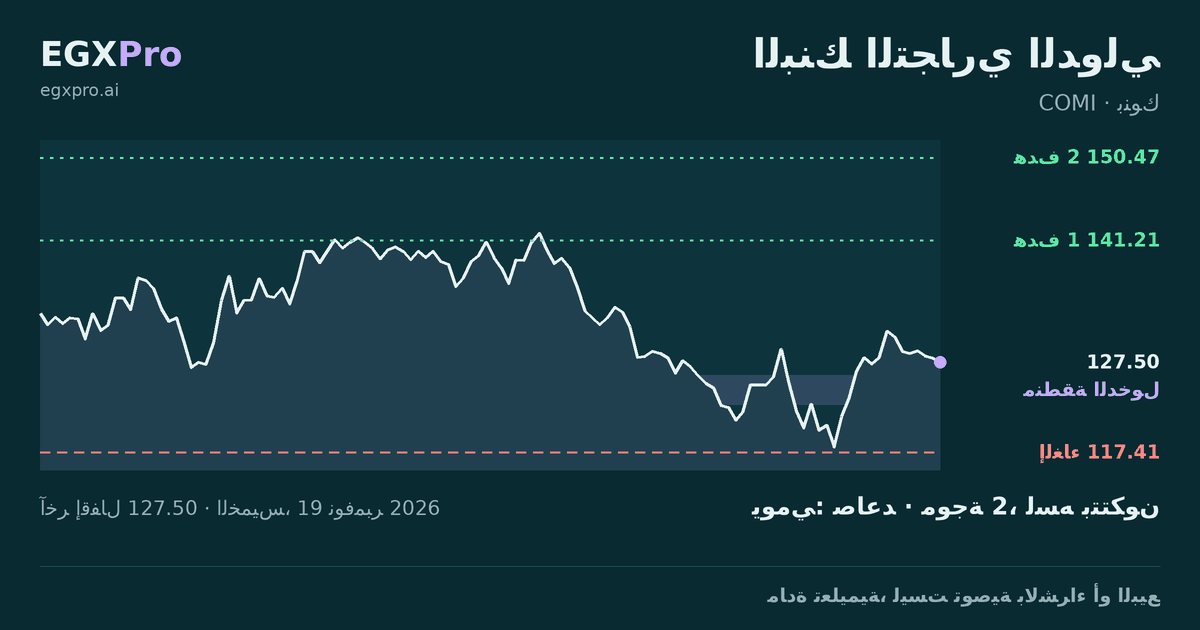 EGXPro
egxpro.ai
البنك التجاري الدولي
COMI · بنوك
هدف 2 150.47
هدف 1 141.21
127.50
منطقة الدخول
إلغاء 117.41
يومي: صاعد · موجة 2، لسه بتتكون
آخر إقفال 127.50 · الخميس، 19 نوفمبر 2026
مادة تعليمية، ليست توصية بالشراء أو البيع